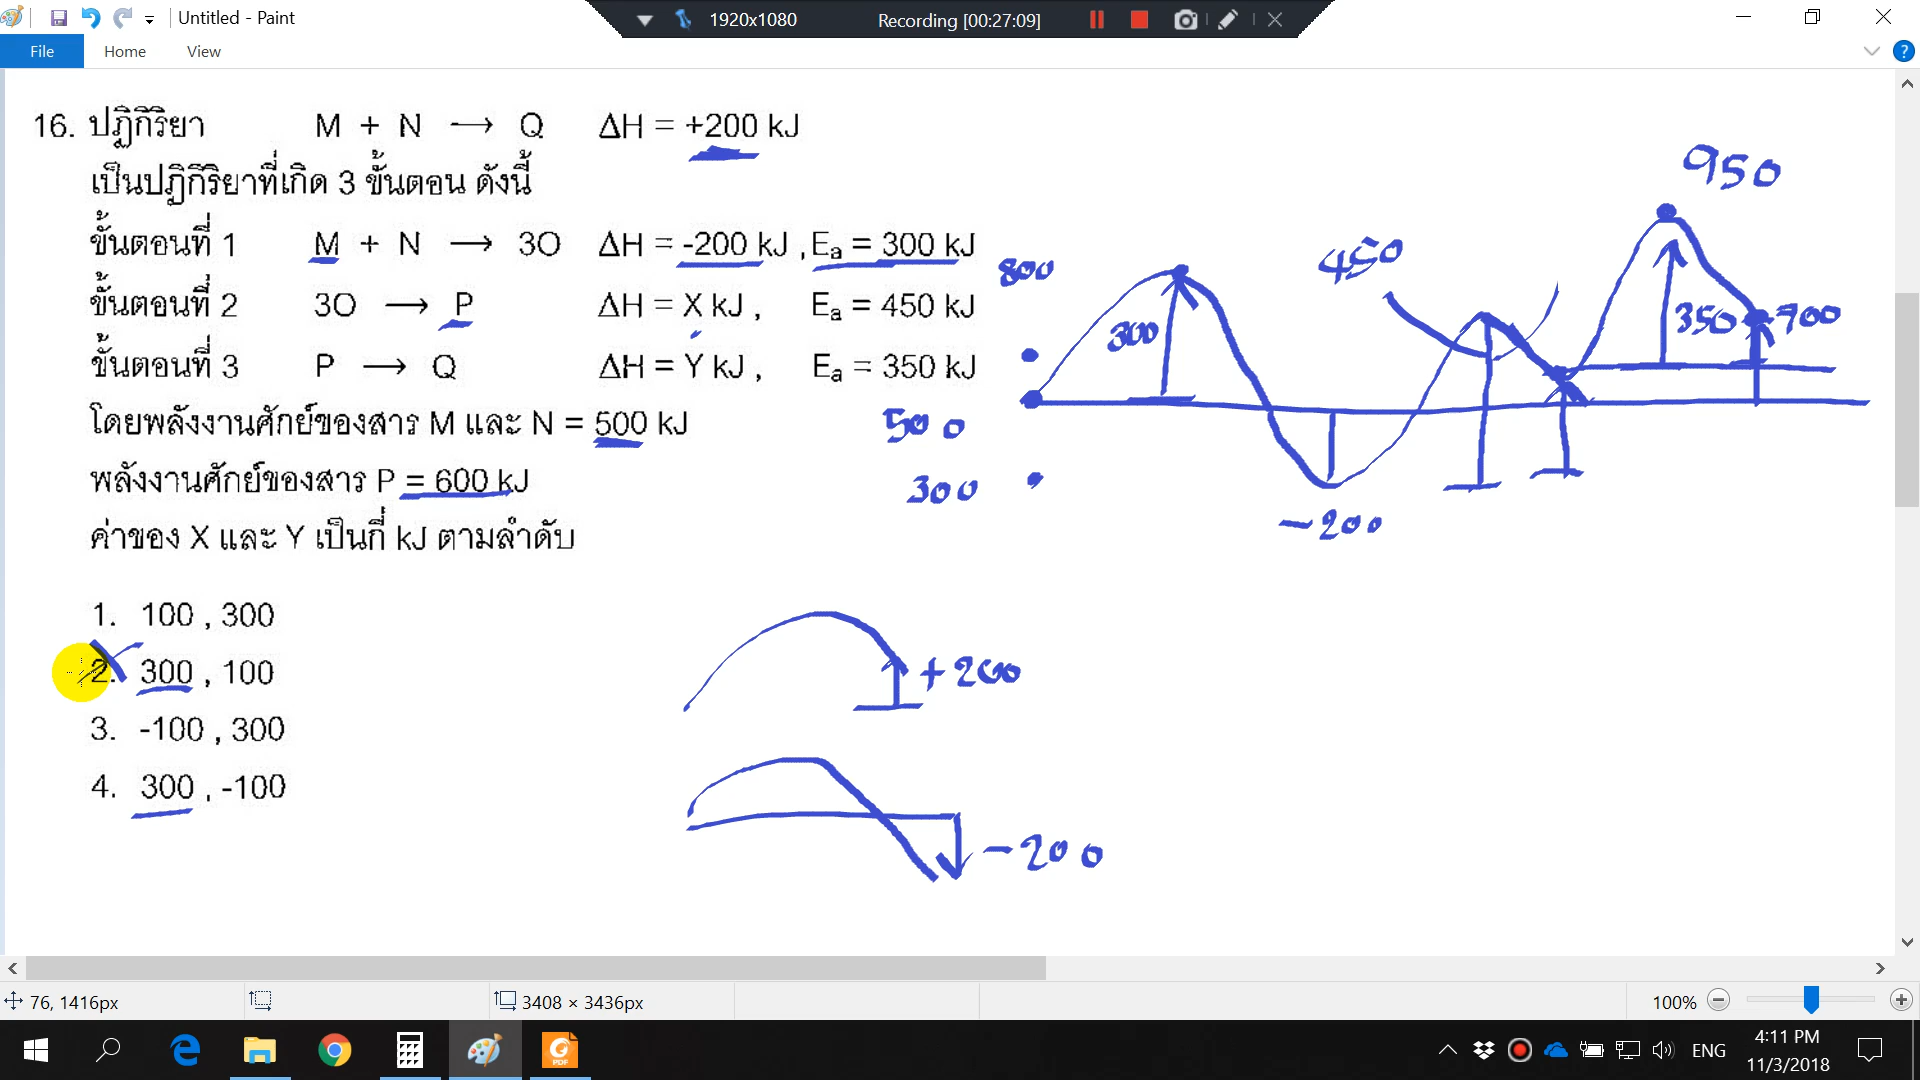 Untitled - Paint
1920x1080
Recording [00:27:09]
File
Home
View
16. ปฏิกิริยา M + N → Q ΔH = +200 kJ
เป็นปฏิกิริยาที่เกิด 3 ขั้นตอน ดังนี้
ขั้นตอนที่ 1 M + N → 3O ΔH = -200 kJ , Ea = 300 kJ
ขั้นตอนที่ 2 3O → P ΔH = X kJ , Ea = 450 kJ
ขั้นตอนที่ 3 P → Q ΔH = Y kJ , Ea = 350 kJ
โดยพลังงานศักย์ของสาร M และ N = 500 kJ
พลังงานศักย์ของสาร P = 600 kJ
ค่าของ X และ Y เป็นกี่ kJ ตามลำดับ
1. 100 , 300
2. 300 , 100
3. -100 , 300
4. 300 , -100
950
450
800
300
350
700
500
300
-200
+200
-200
76, 1416px
3408 × 3436px
100%
PDF
ENG
4:11 PM
11/3/2018